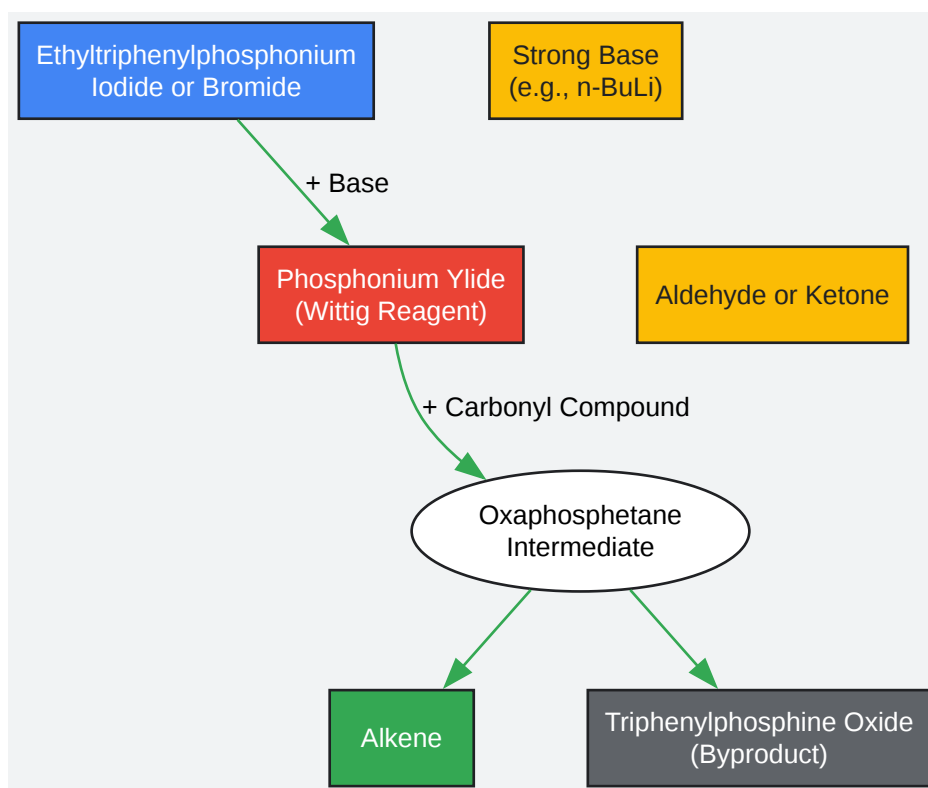 Ethyltriphenylphosphonium
Iodide or Bromide
Strong Base
(e.g., n-BuLi)
+ Base
Phosphonium Ylide
(Wittig Reagent)
Aldehyde or Ketone
+ Carbonyl Compound
Oxaphosphetane
Intermediate
Alkene
Triphenylphosphine Oxide
(Byproduct)